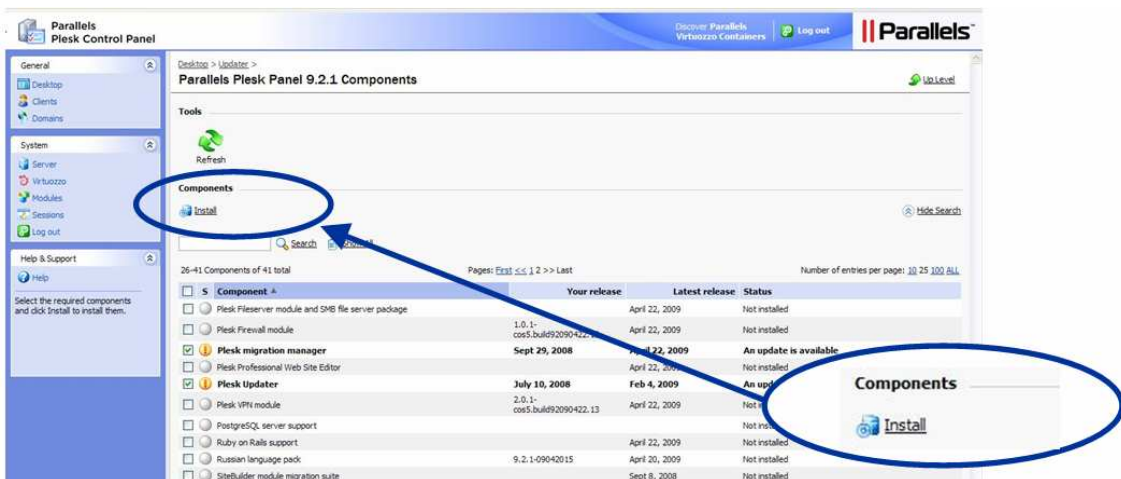 Parallels
Plesk Control Panel
Discover Parallels
Virtuozzo Containers
Log out
Parallels
General
Desktop
Clients
Domains
System
Server
Virtuozzo
Modules
Sessions
Log out
Help & Support
Help
Select the required components
and click Install to install them.
Desktop > Updater >
Parallels Plesk Panel 9.2.1 Components
Up Level
Tools
Refresh
Components
Install
Hide Search
Search
26-41 Components of 41 total Pages: First << 1 2 >> Last Number of entries per page: 10 25 100 ALL
S Component Your release Latest release Status
Plesk Fileserver module and SMB file server package April 22, 2009 Not installed
Plesk Firewall module 1.0.1-
April 22, 2009 Not installed
Plesk migration manager Sept 29, 2008 April 22, 2009 An update is available
Plesk Professional Web Site Editor April 22, Not installed
Plesk Updater July 10, 2008 Feb 4, 2009 An
Plesk VPN module 2.0.1-
cos5.build92090422.13 April 22, 2009
PostgreSQL server support
Ruby on Rails support April 22, 2009 Not installed
Russian language pack 9.2.1-09042015 April 20, 2009 Not installed
SiteBuilder module migration suite Sept 8, 2008 Not installed
Components
Install